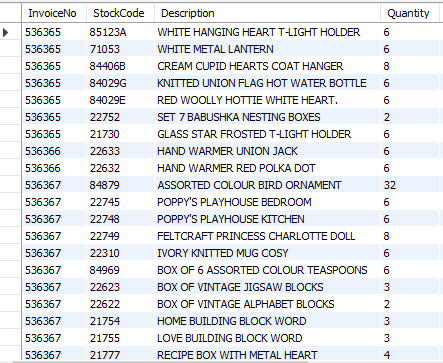 InvoiceNo StockCode Description Quantity
536365 85123A WHITE HANGING HEART T-LIGHT HOLDER 6
536365 71053 WHITE METAL LANTERN 6
536365 84406B CREAM CUPID HEARTS COAT HANGER 8
536365 84029G KNITTED UNION FLAG HOT WATER BOTTLE 6
536365 84029E RED WOOLLY HOTTIE WHITE HEART. 6
536365 22752 SET 7 BABUSHKA NESTING BOXES 2
536365 21730 GLASS STAR FROSTED T-LIGHT HOLDER 6
536366 22633 HAND WARMER UNION JACK 6
536366 22632 HAND WARMER RED POLKA DOT 6
536367 84879 ASSORTED COLOUR BIRD ORNAMENT 32
536367 22745 POPPY'S PLAYHOUSE BEDROOM 6
536367 22748 POPPY'S PLAYHOUSE KITCHEN 6
536367 22749 FELTCRAFT PRINCESS CHARLOTTE DOLL 8
536367 22310 IVORY KNITTED MUG COSY 6
536367 84969 BOX OF 6 ASSORTED COLOUR TEASPOONS 6
536367 22623 BOX OF VINTAGE JIGSAW BLOCKS 3
536367 22622 BOX OF VINTAGE ALPHABET BLOCKS 2
536367 21754 HOME BUILDING BLOCK WORD 3
536367 21755 LOVE BUILDING BLOCK WORD 3
536367 21777 RECIPE BOX WITH METAL HEART 4